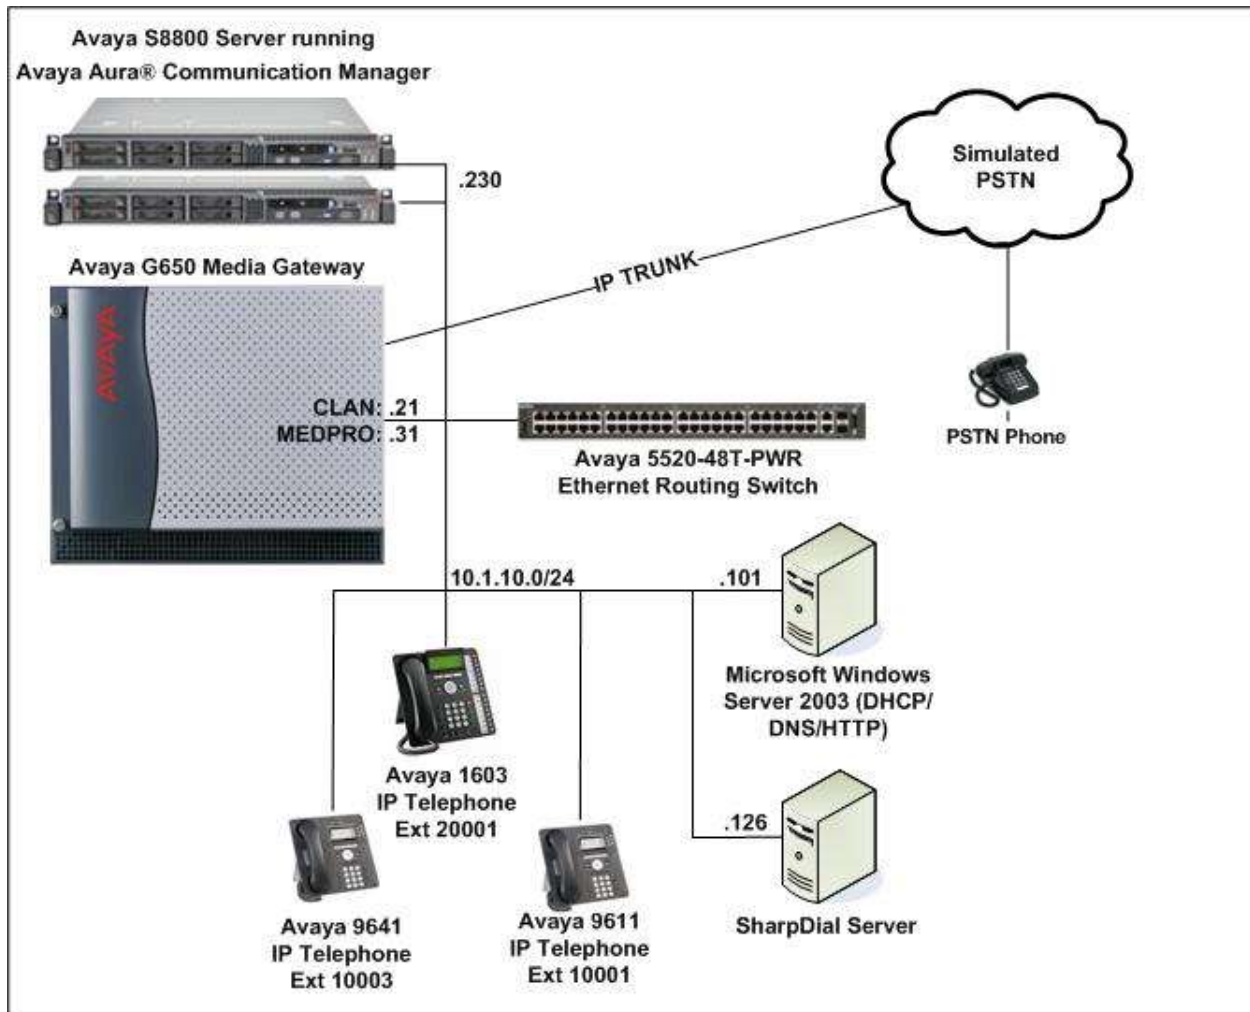 Avaya S8800 Server running
Avaya Aura® Communication Manager
.230
Simulated
PSTN
Avaya G650 Media Gateway
IP TRUNK
AVAYA
CLAN: .21
MEDPRO: .31
PSTN Phone
Avaya 5520-48T-PWR
Ethernet Routing Switch
10.1.10.0/24
.101
Microsoft Windows
Server 2003 (DHCP/
DNS/HTTP)
Avaya 1603
IP Telephone
Ext 20001
.126
Avaya 9641
IP Telephone
Ext 10003
Avaya 9611
IP Telephone
Ext 10001
SharpDial Server